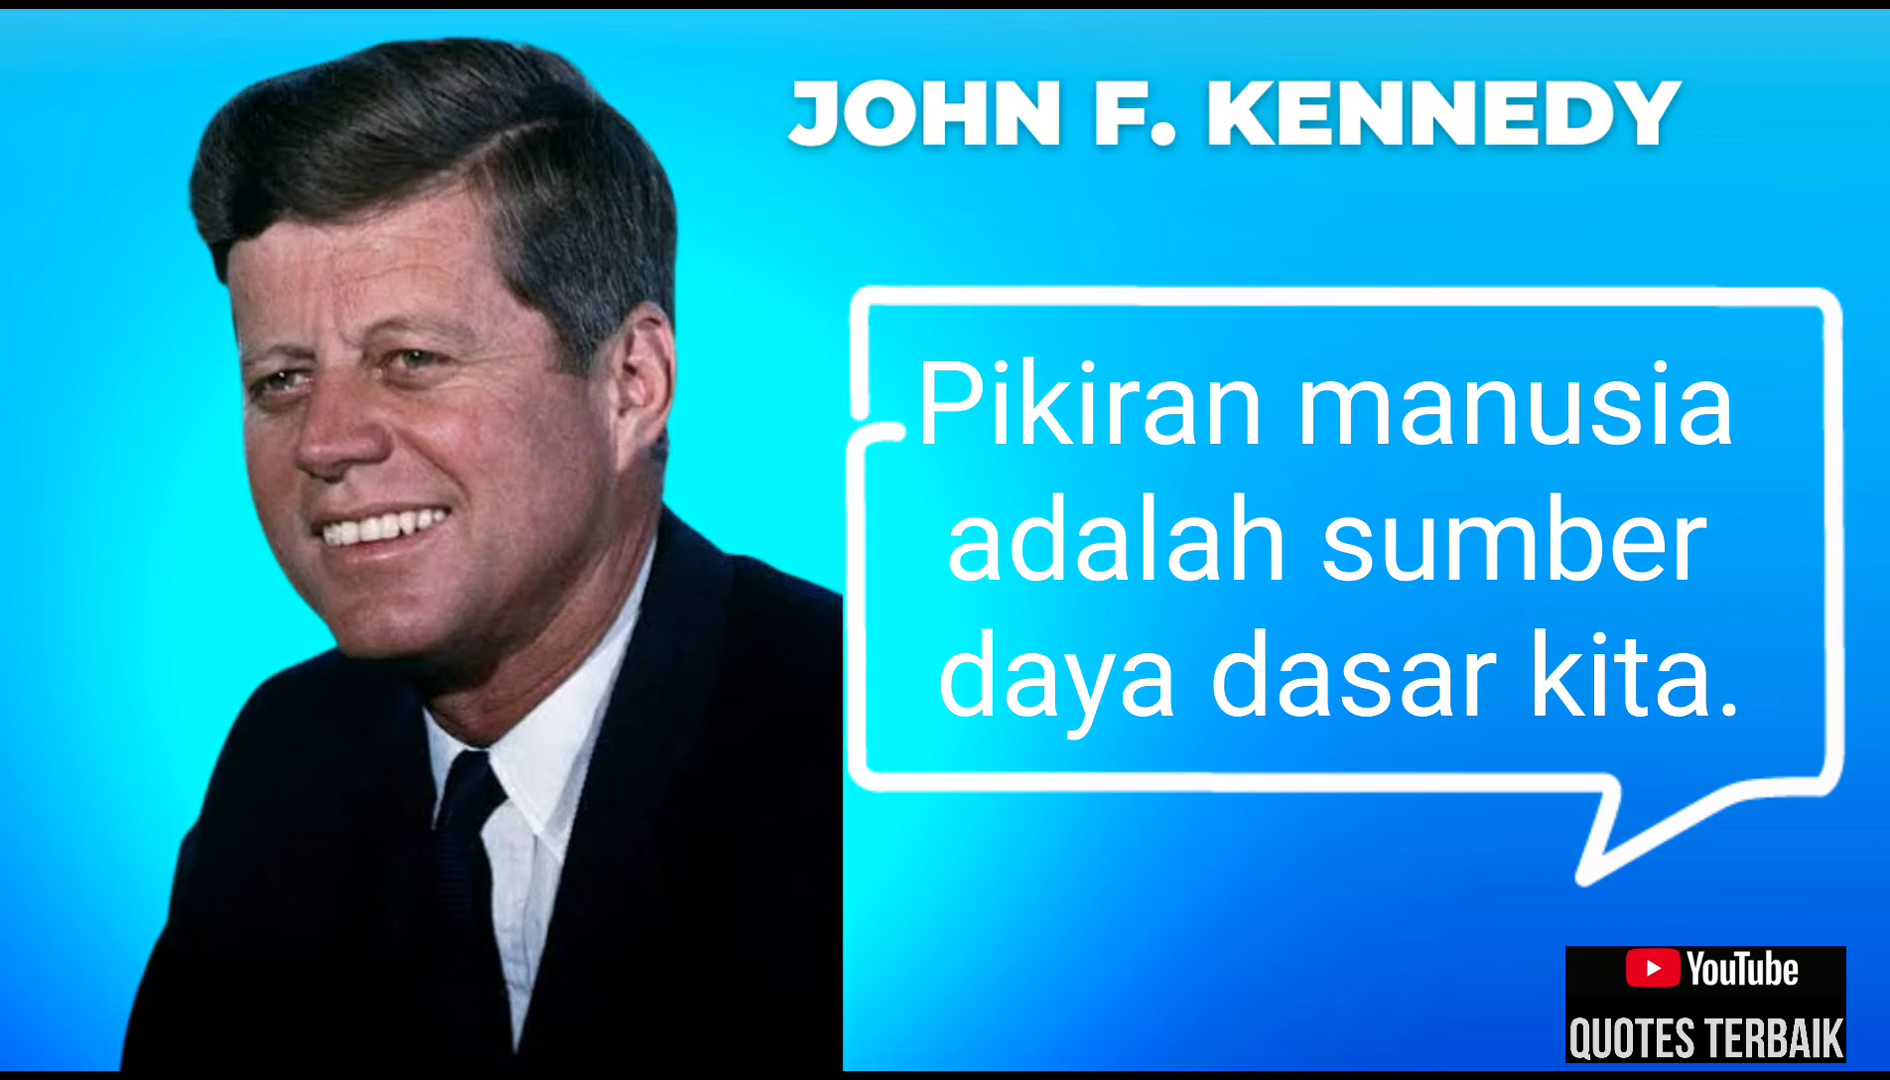 JOHN F. KENNEDY
Pikiran manusia
adalah sumber
daya dasar kita.
YouTube
QUOTES TERBAIK